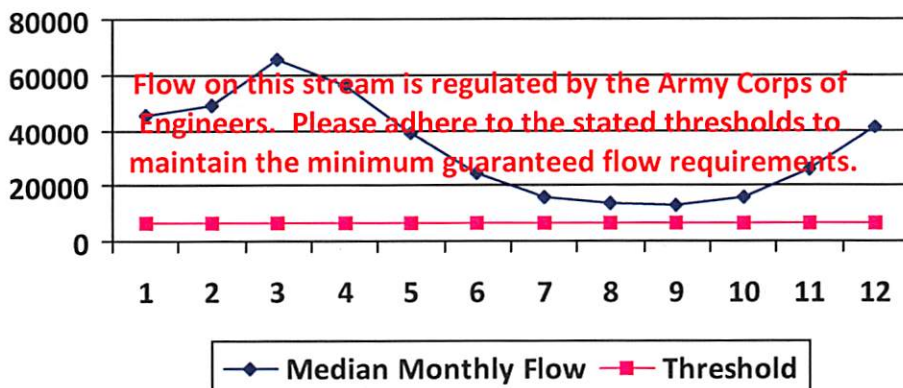 80000
60000
40000
20000
0
Flow on this stream is regulated by the Army Corps of
Engineers. Please adhere to the stated thresholds to
maintain the minimum guaranteed flow requirements.
1 2 3 4 5 6 7 8 9 10 11 12
Median Monthly Flow Threshold